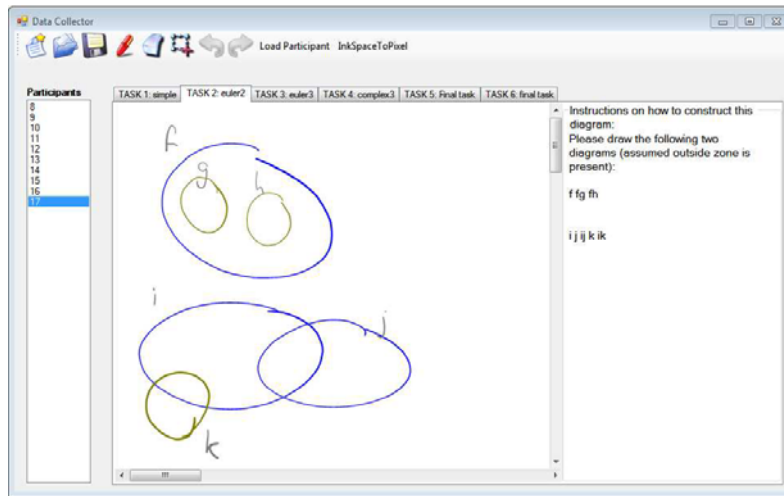 Data Collector
Load Participant InkSpaceToPixel
Participants
8
9
10
11
12
13
14
15
16
17
TASK 1: simple TASK 2: euler2 TASK 3: euler3 TASK 4: complex3 TASK 5: Final task TASK 6: final task
f
g h
i
j
k
Instructions on how to construct this
diagram:
Please draw the following two
diagrams (assumed outside zone is
present):
f fg fh
i j ij k ik